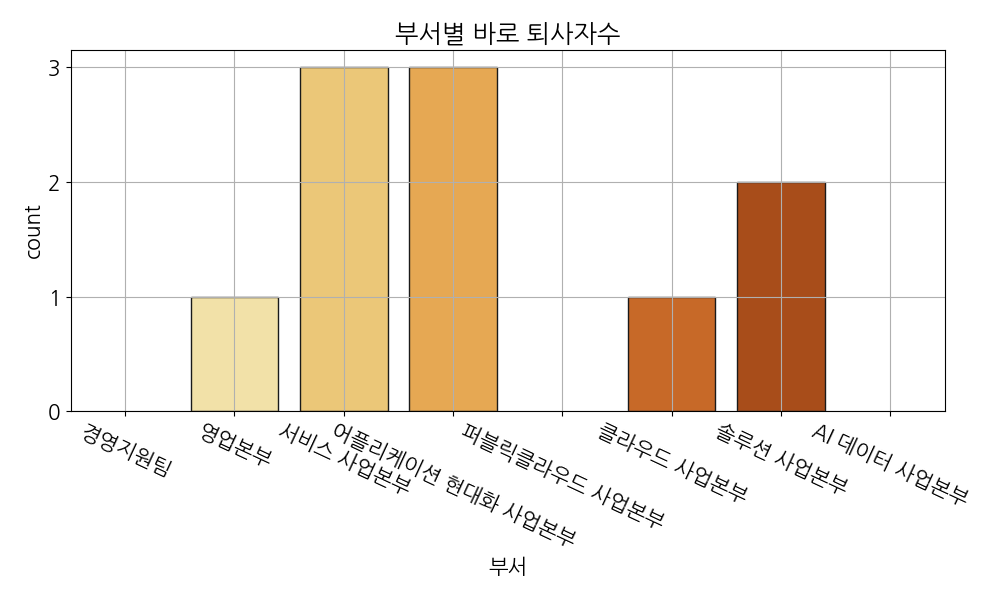 부서별 바로 퇴사자수
count
3
2
1
0
경영지원팀
영업본부
서비스 사업본부
어플리케이션 현대화 사업본부
퍼블릭클라우드 사업본부
클라우드 사업본부
솔루션 사업본부
AI 데이터 사업본부
부서